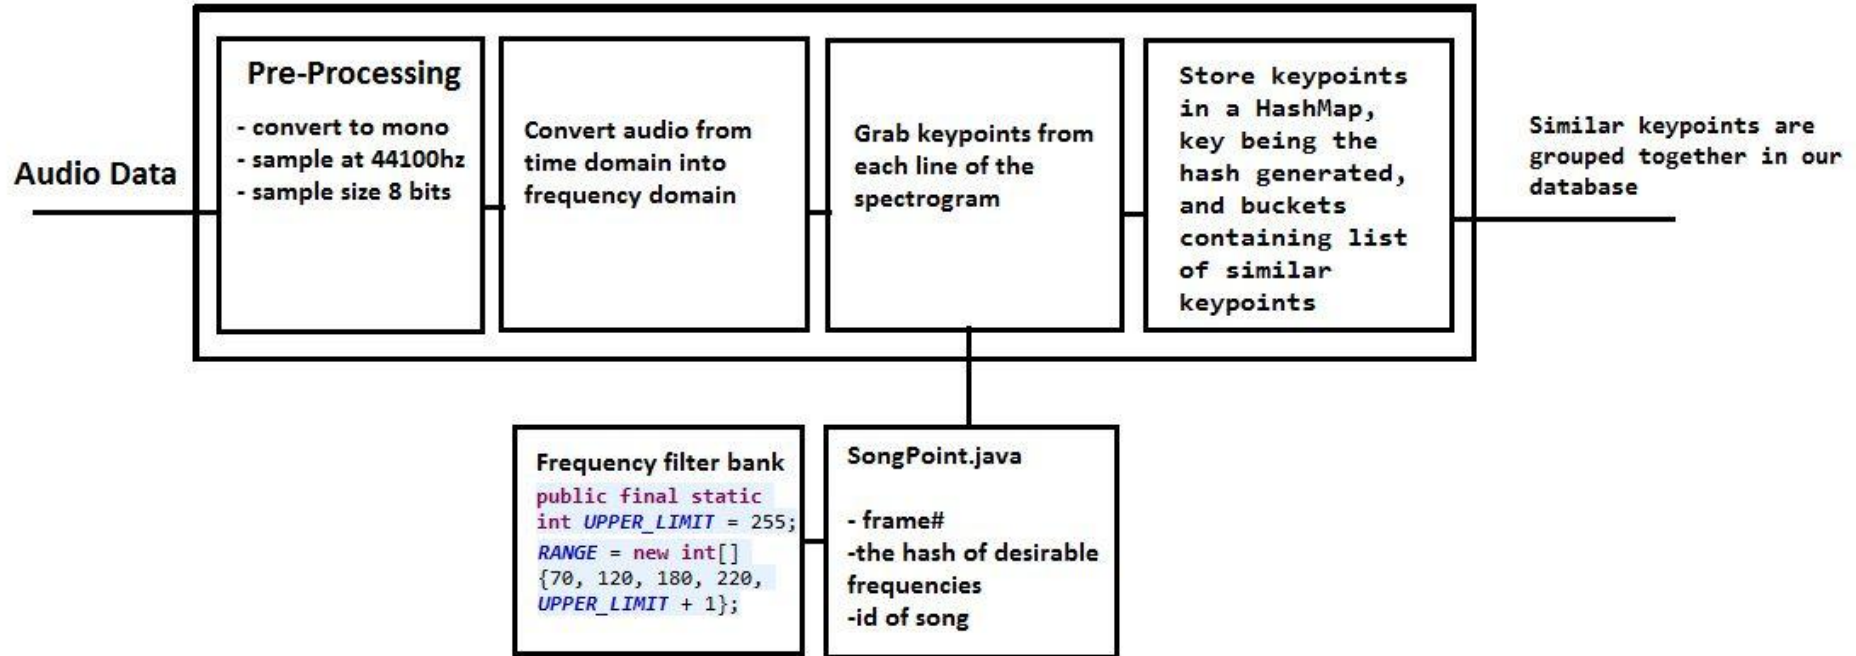 Audio Data
Pre-Processing
- convert to mono
- sample at 44100hz
- sample size 8 bits
Convert audio from
time domain into
frequency domain
Grab keypoints from
each line of the
spectrogram
Store keypoints
in a HashMap,
key being the
hash generated,
and buckets
containing list
of similar
keypoints
Similar keypoints are
grouped together in our
database
Frequency filter bank
public final static
int UPPER_LIMIT = 255;
RANGE = new int[]
{70, 120, 180, 220,
UPPER_LIMIT + 1};
SongPoint.java
- frame#
-the hash of desirable
frequencies
-id of song